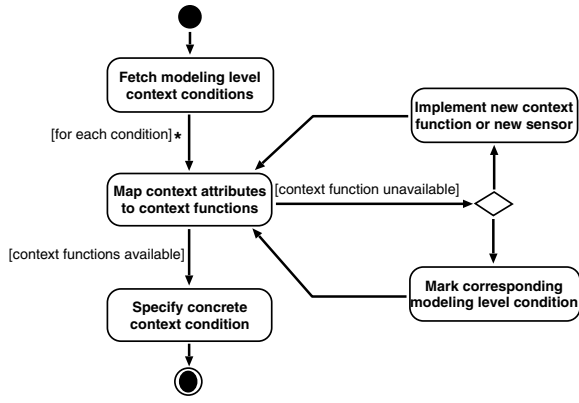 Fetch modeling level
context conditions
[for each condition]*
Implement new context
function or new sensor
Map context attributes
to context functions
[context function unavailable]
[context functions available]
Mark corresponding
modeling level condition
Specify concrete
context condition